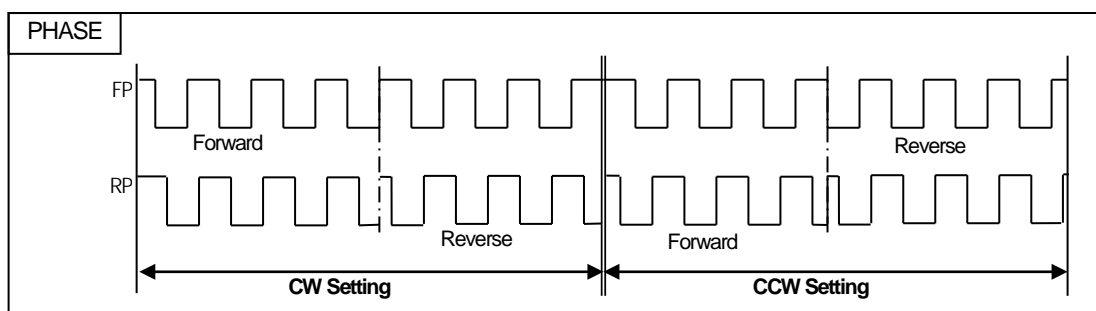 PHASE
FP
Forward
Reverse
RP
Reverse
Forward
CW Setting
CCW Setting